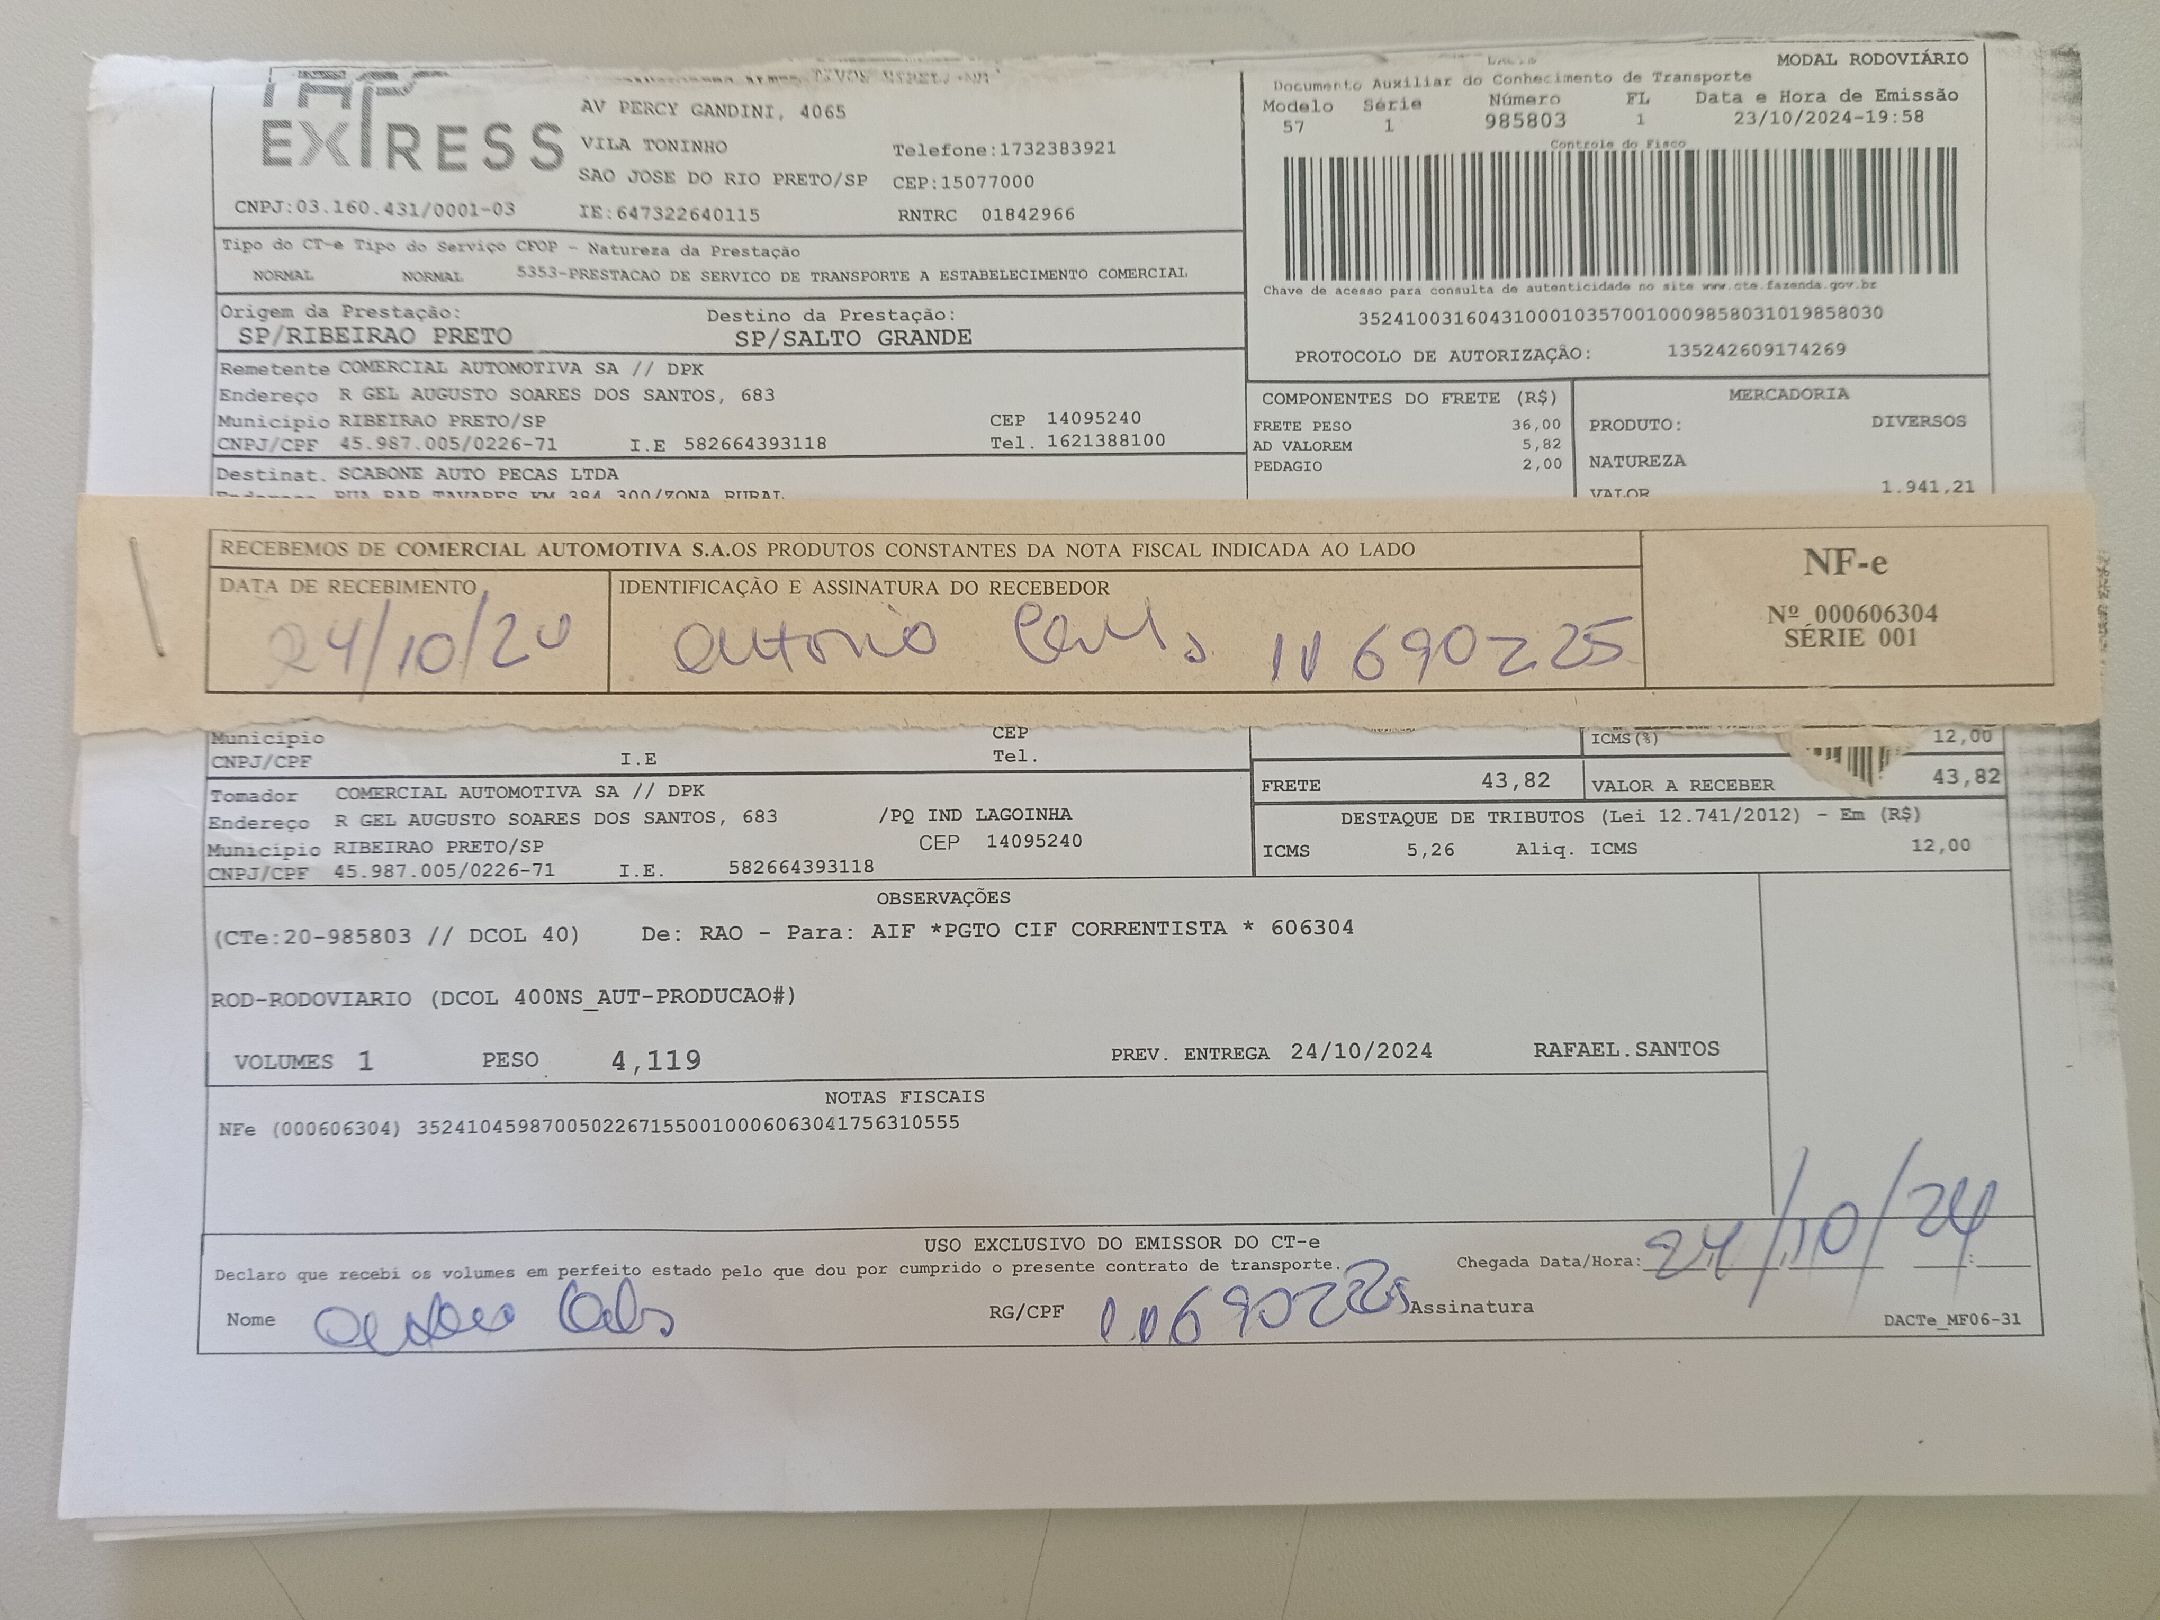 EXPRESS
AV PERCY GANDINI, 4065
VILA TONINHO Telefone:1732383921
SAO JOSE DO RIO PRETO/SP CEP:15077000
CNPJ:03.160.431/0001-03 IE:647322640115 RNTRC 01842966
MODAL RODOVIÁRIO
Documento Auxiliar do Conhecimento de Transporte
Modelo Série Número FL Data e Hora de Emissão
57 1 985803 1 23/10/2024-19:58
Controle do Fisco
Chave de acesso para consulta de autenticidade no site www.cte.fazenda.gov.br
35241003160431000103570010009858031019858030
PROTOCOLO DE AUTORIZAÇÃO: 135242609174269
Tipo do CT-e Tipo do Serviço CFOP - Natureza da Prestação
NORMAL NORMAL 5353-PRESTACAO DE SERVICO DE TRANSPORTE A ESTABELECIMENTO COMERCIAL
Origem da Prestação: Destino da Prestação:
SP/RIBEIRAO PRETO SP/SALTO GRANDE
Remetente COMERCIAL AUTOMOTIVA SA // DPK
Endereço R GEL AUGUSTO SOARES DOS SANTOS, 683
Município RIBEIRAO PRETO/SP CEP 14095240
CNPJ/CPF 45.987.005/0226-71 I.E 582664393118 Tel. 1621388100
Destinat. SCABONE AUTO PECAS LTDA
Endereço RUA RAP TAVARES KM 384,300/ZONA RURAL
COMPONENTES DO FRETE (R$)
FRETE PESO 36,00
AD VALOREM 5,82
PEDAGIO 2,00
MERCADORIA
PRODUTO: DIVERSOS
NATUREZA
VALOR 1.941,21
RECEBEMOS DE COMERCIAL AUTOMOTIVA S.A.OS PRODUTOS CONSTANTES DA NOTA FISCAL INDICADA AO LADO
DATA DE RECEBIMENTO IDENTIFICAÇÃO E ASSINATURA DO RECEBEDOR
24/10/20 antonio Carlos 11690225
NF-e
Nº 000606304
SÉRIE 001
Município CEP
CNPJ/CPF I.E Tel.
ICMS(%) 12,00
FRETE 43,82 VALOR A RECEBER 43,82
Tomador COMERCIAL AUTOMOTIVA SA // DPK
Endereço R GEL AUGUSTO SOARES DOS SANTOS, 683 /PQ IND LAGOINHA
Município RIBEIRAO PRETO/SP CEP 14095240
CNPJ/CPF 45.987.005/0226-71 I.E. 582664393118
DESTAQUE DE TRIBUTOS (Lei 12.741/2012) - Em (R$)
ICMS 5,26 Aliq. ICMS 12,00
OBSERVAÇÕES
(CTe:20-985803 // DCOL 40) De: RAO - Para: AIF *PGTO CIF CORRENTISTA * 606304
ROD-RODOVIARIO (DCOL 400NS_AUT-PRODUCAO#)
VOLUMES 1 PESO 4,119 PREV. ENTREGA 24/10/2024 RAFAEL.SANTOS
NOTAS FISCAIS
NFe (000606304) 35241045987005022671550010006063041756310555
USO EXCLUSIVO DO EMISSOR DO CT-e
Declaro que recebi os volumes em perfeito estado pelo que dou por cumprido o presente contrato de transporte. Chegada Data/Hora: 24/10/24 :
Nome antonio Carlos RG/CPF 11690225 Assinatura
DACTe_MF06-31